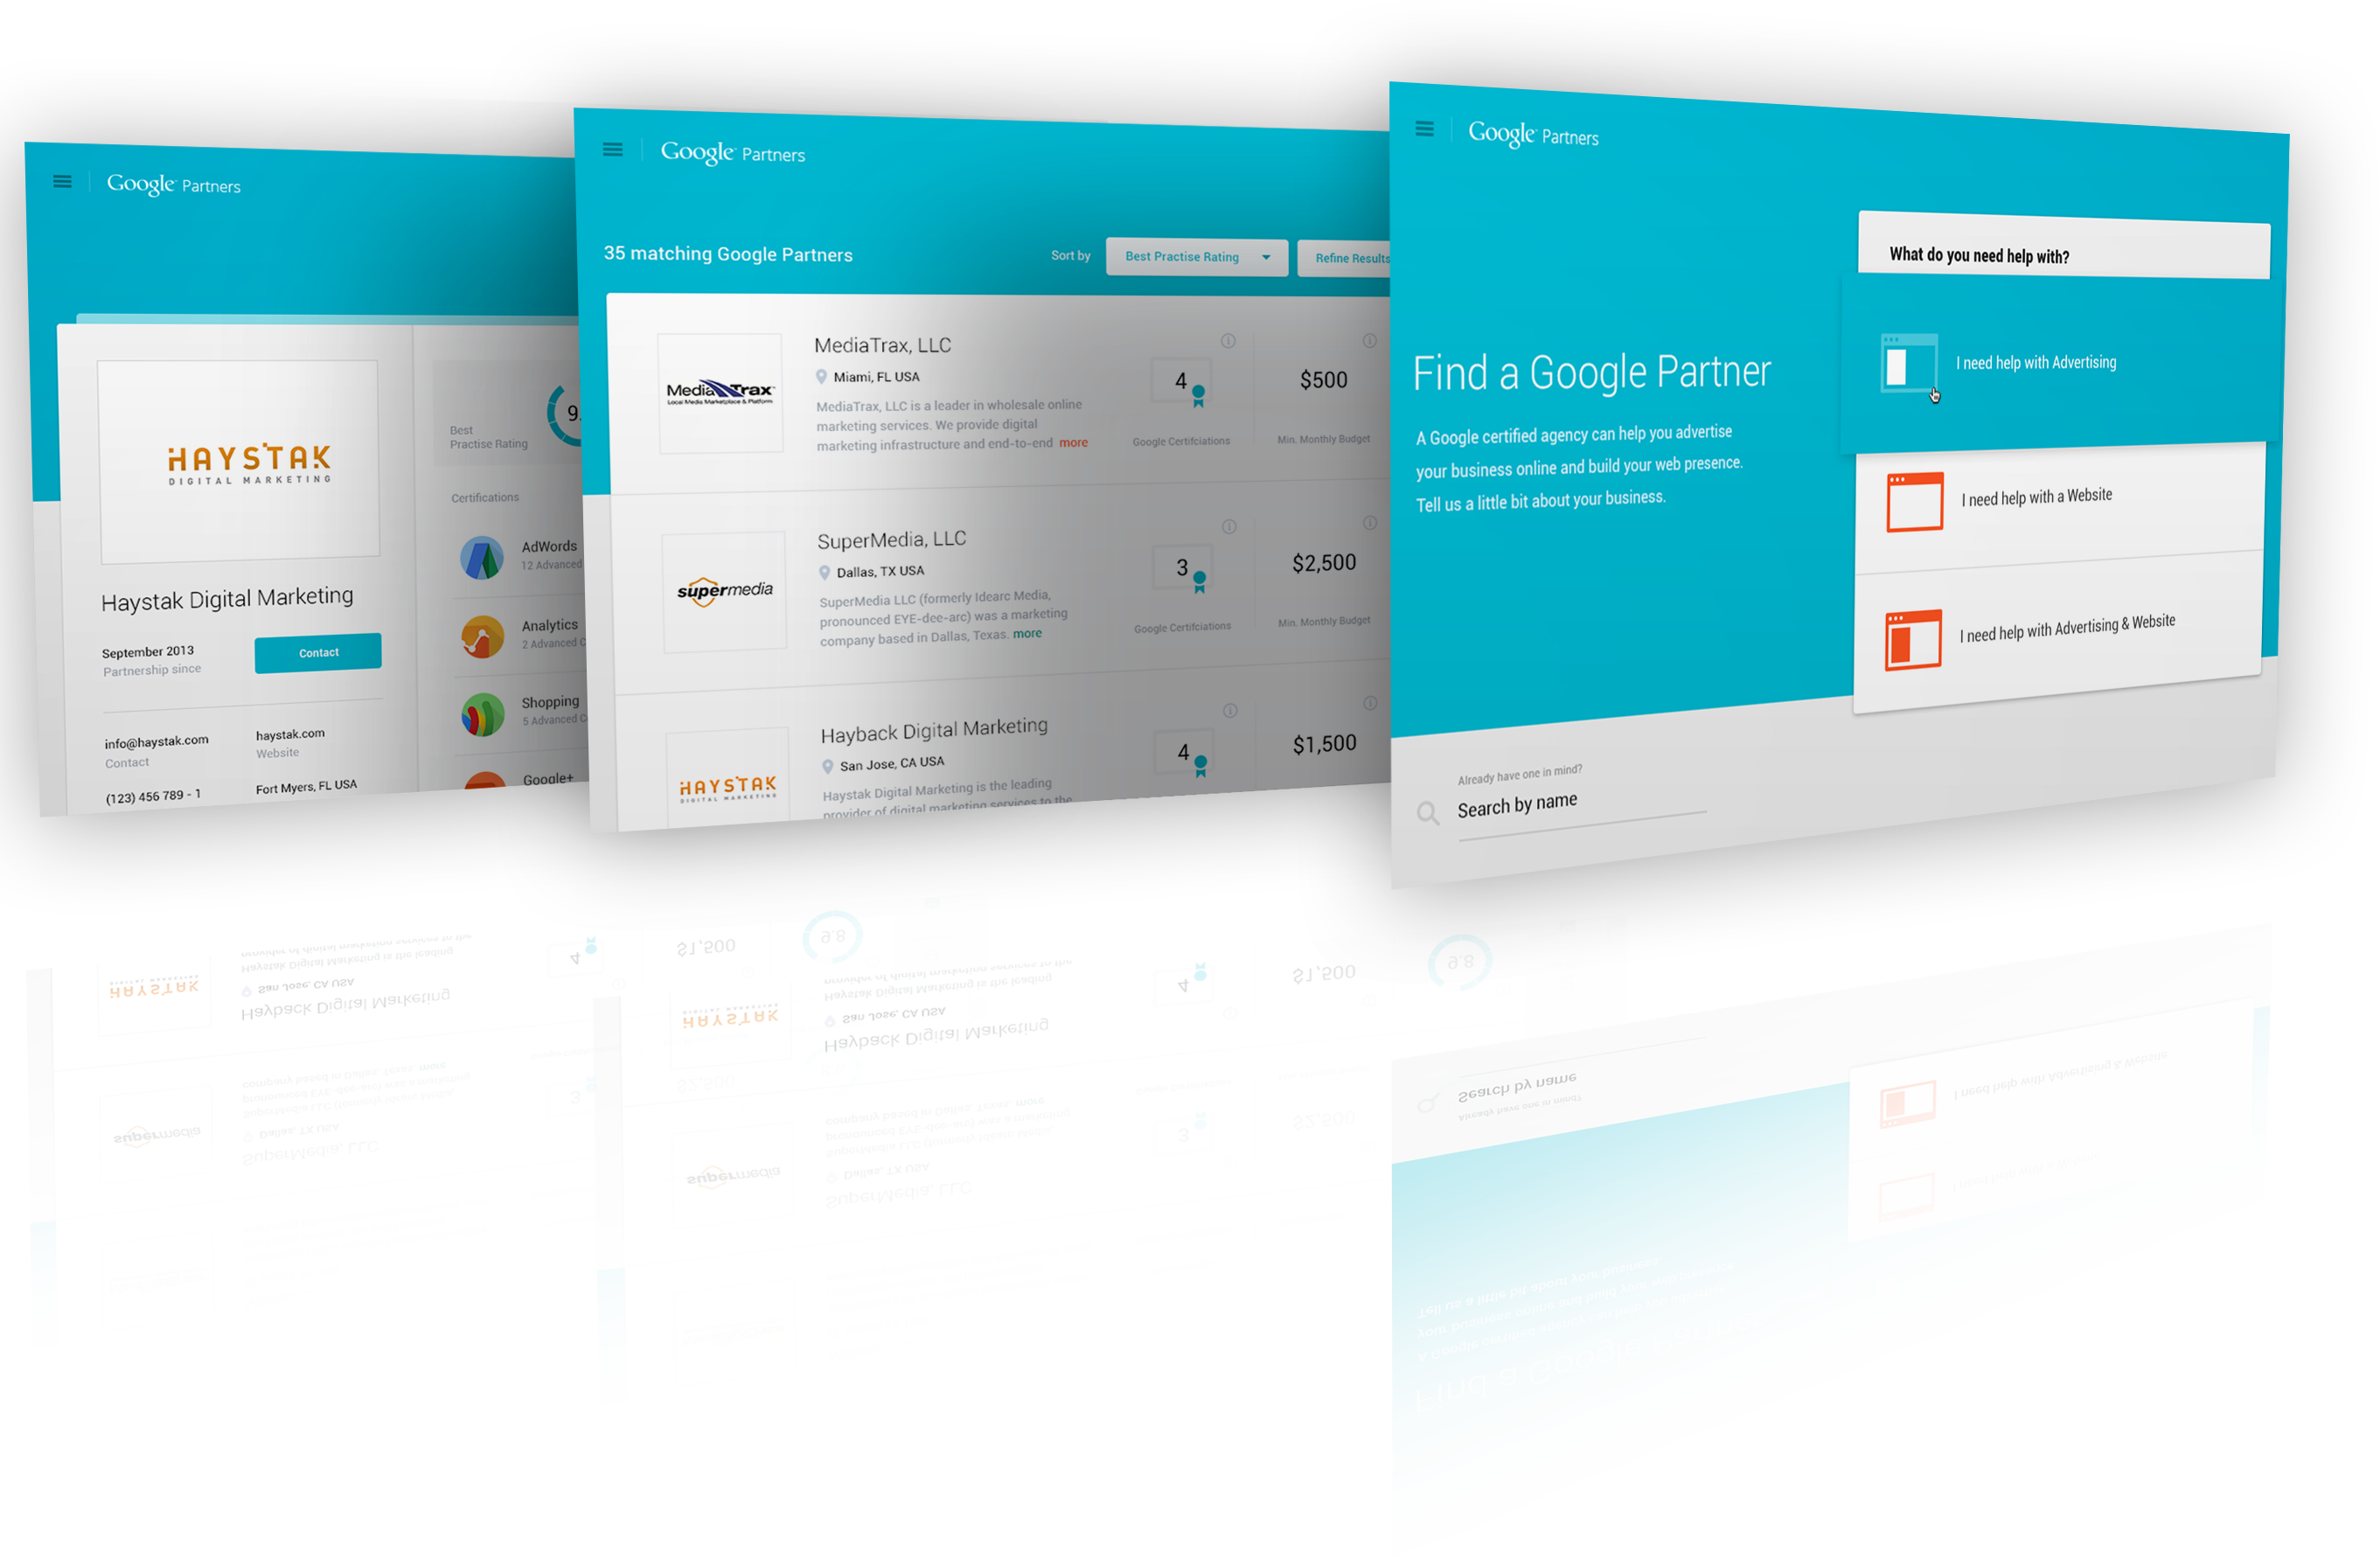 Google Partners
HAYSTAK
DIGITAL MARKETING
Haystak Digital Marketing
September 2013
Partnership since
Contact
info@haystak.com
Contact
haystak.com
Website
(123) 456 789 - 1
Fort Myers, FL USA
Best
Practise Rating
9.
Certifications
AdWords
12 Advanced
Analytics
2 Advanced C
Shopping
5 Advanced C
Google+
Google Partners
35 matching Google Partners
Sort by
Best Practise Rating
Refine Results
MediaTrax
Local Media Marketplace & Platform
MediaTrax, LLC
Miami, FL USA
MediaTrax, LLC is a leader in wholesale online
marketing services. We provide digital
marketing infrastructure and end-to-end more
4
Google Certifciations
$500
Min. Monthly Budget
supermedia
SuperMedia, LLC
Dallas, TX USA
SuperMedia LLC (formerly Idearc Media,
pronounced EYE-dee-arc) was a marketing
company based in Dallas, Texas. more
3
Google Certifciations
$2,500
Min. Monthly Budget
HAYSTAK
DIGITAL MARKETING
Hayback Digital Marketing
San Jose, CA USA
Haystak Digital Marketing is the leading
provider of digital marketing services to the
4
$1,500
Google Partners
Find a Google Partner
A Google certified agency can help you advertise
your business online and build your web presence.
Tell us a little bit about your business.
What do you need help with?
I need help with Advertising
I need help with a Website
I need help with Advertising & Website
Already have one in mind?
Search by name